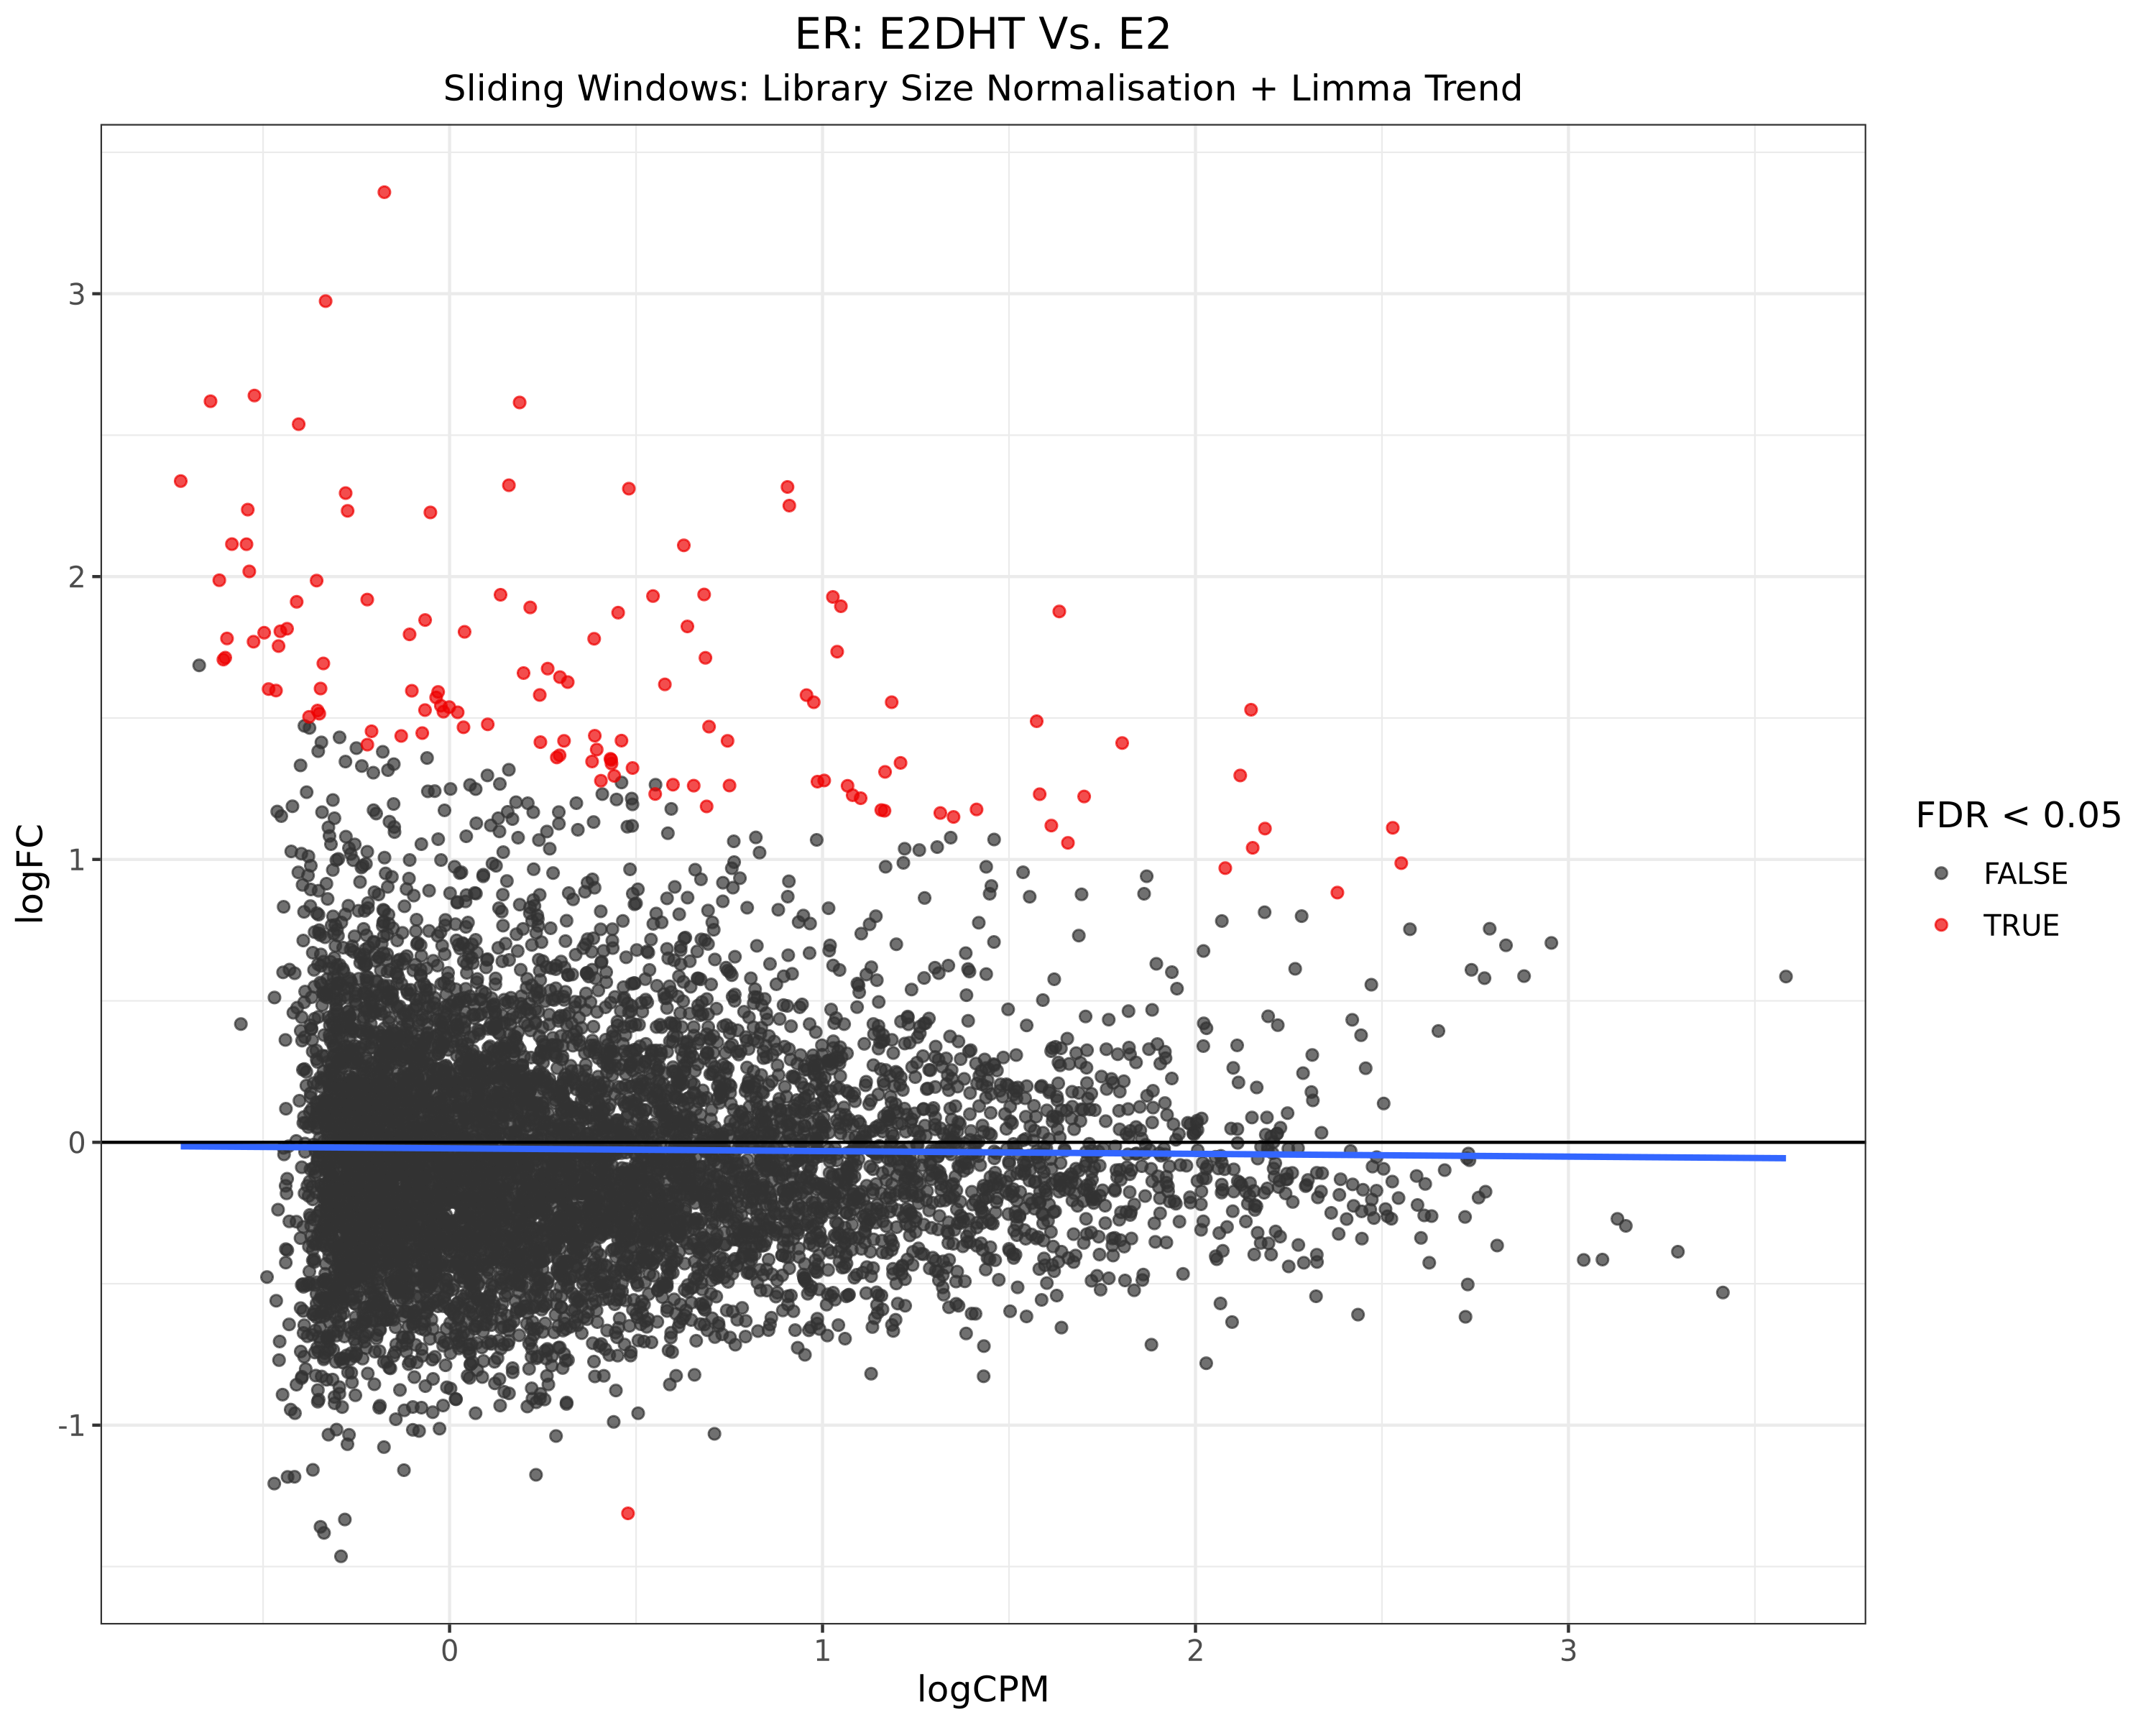 ER: E2DHT Vs. E2
Sliding Windows: Library Size Normalisation + Limma Trend
3
2
1
0
-1
logFC
0
1
2
3
logCPM
FDR < 0.05
FALSE
TRUE